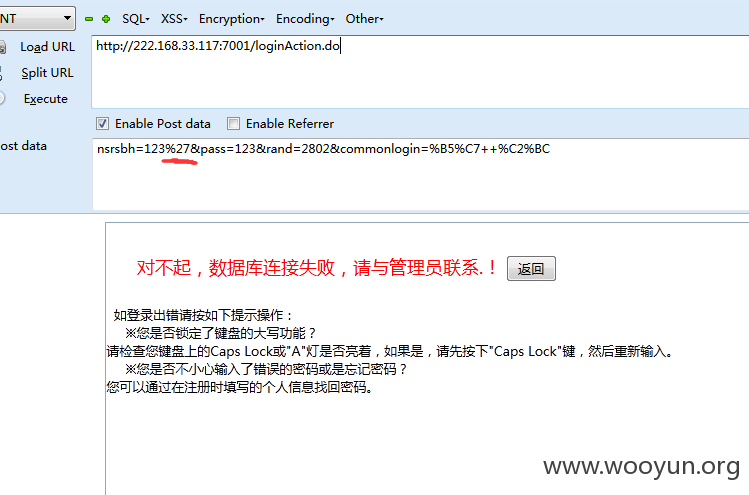 NT SQL▾ XSS▾ Encryption▾ Encoding▾ Other▾
Load URL http://222.168.33.117:7001/loginAction.do
Split URL
Execute
Enable Post data Enable Referrer
ost data nsrsbh=123%27&pass=123&rand=2802&commonlogin=%B5%C7++%C2%BC
对不起，数据库连接失败，请与管理员联系.！ 返回
如登录出错请按如下提示操作：
※您是否锁定了键盘的大写功能？
请检查您键盘上的Caps Lock或"A"灯是否亮着，如果是，请先按下"Caps Lock"键，然后重新输入。
※您是否不小心输入了错误的密码或是忘记密码？
您可以通过在注册时填写的个人信息找回密码。
www.wooyun.org